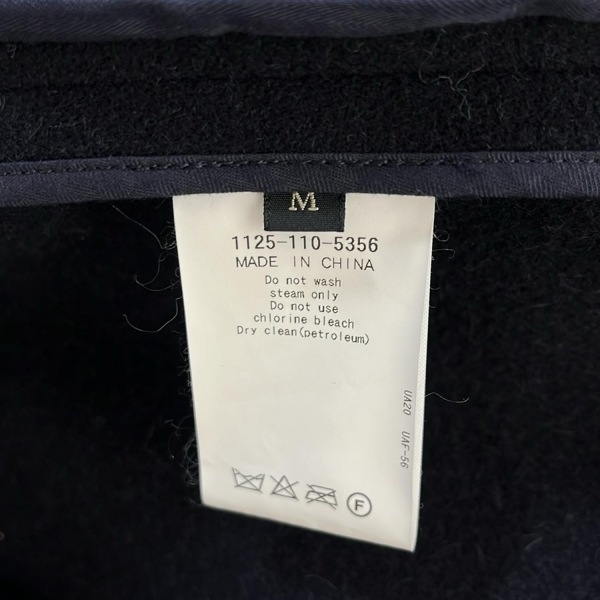 M
1125-110-5356
MADE IN CHINA
Do not wash
steam only
Do not use
chlorine bleach
Dry clean(petroleum)
UA20 UAF-56
F